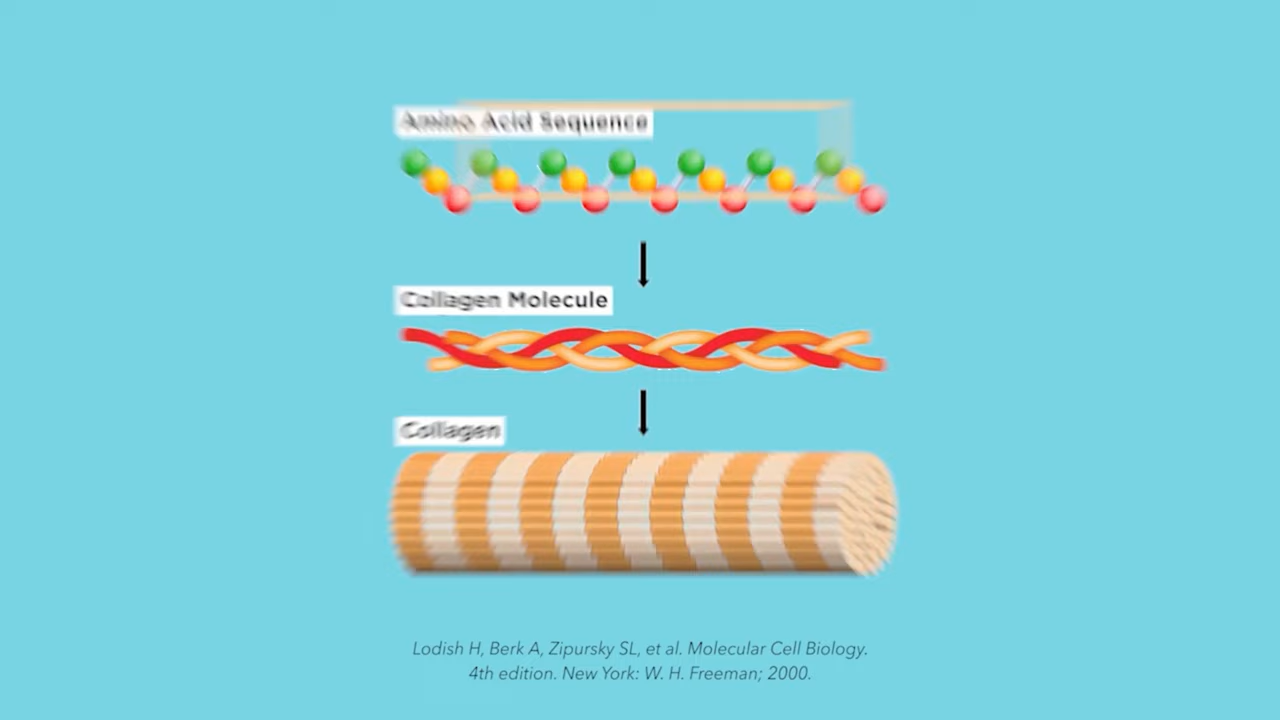 Amino Acid Sequence
Collagen Molecule
Collagen
Lodish H, Berk A, Zipursky SL, et al. Molecular Cell Biology.
4th edition. New York: W. H. Freeman; 2000.